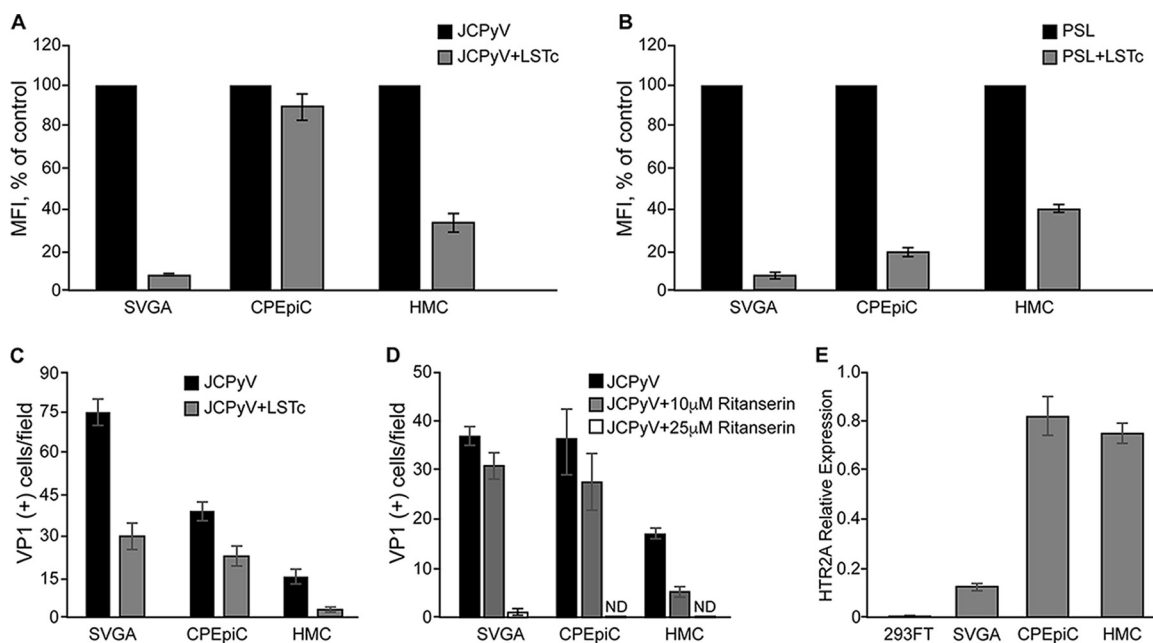 A
JCPyV
JCPyV+LSTc
MFI, % of control
120
100
80
60
40
20
0
SVGA CPEpiC HMC
B
PSL
PSL+LSTc
MFI, % of control
120
100
80
60
40
20
0
SVGA CPEpiC HMC
C
JCPyV
JCPyV+LSTc
VP1 (+) cells/field
90
75
60
45
30
15
0
SVGA CPEpiC HMC
D
JCPyV
JCPyV+10μM Ritanserin
JCPyV+25μM Ritanserin
VP1 (+) cells/field
50
40
30
20
10
0
ND ND
SVGA CPEpiC HMC
E
HTR2A Relative Expression
1.0
0.8
0.6
0.4
0.2
0
293FT SVGA CPEpiC HMC